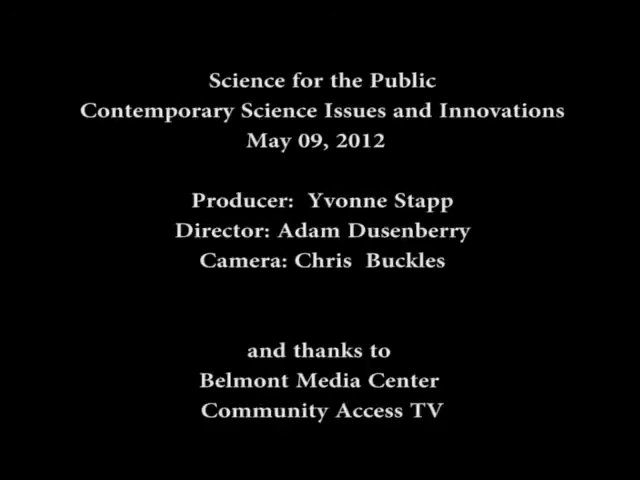 Science for the Public
Contemporary Science Issues and Innovations
May 09, 2012
Producer:  Yvonne Stapp
Director: Adam Dusenberry
Camera: Chris  Buckles
and thanks to
Belmont Media Center
Community Access TV